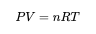 PV = nRT